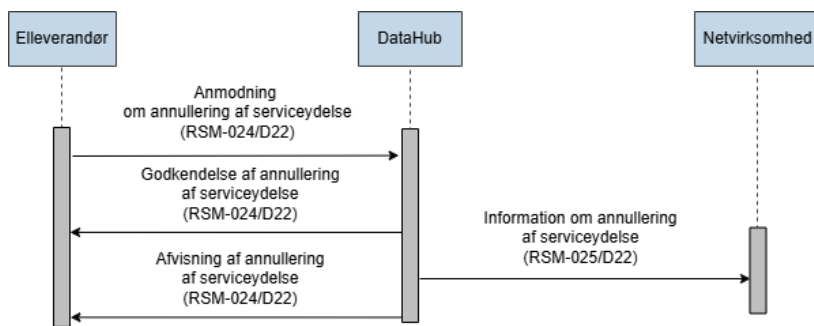 Elleverandør
DataHub
Netvirksomhed
Anmodning
om annullering af serviceydelse
(RSM-024/D22)
Godkendelse af annullering
af serviceydelse
(RSM-024/D22)
Information om annullering
af serviceydelse
(RSM-025/D22)
Afvisning af annullering
af serviceydelse
(RSM-024/D22)